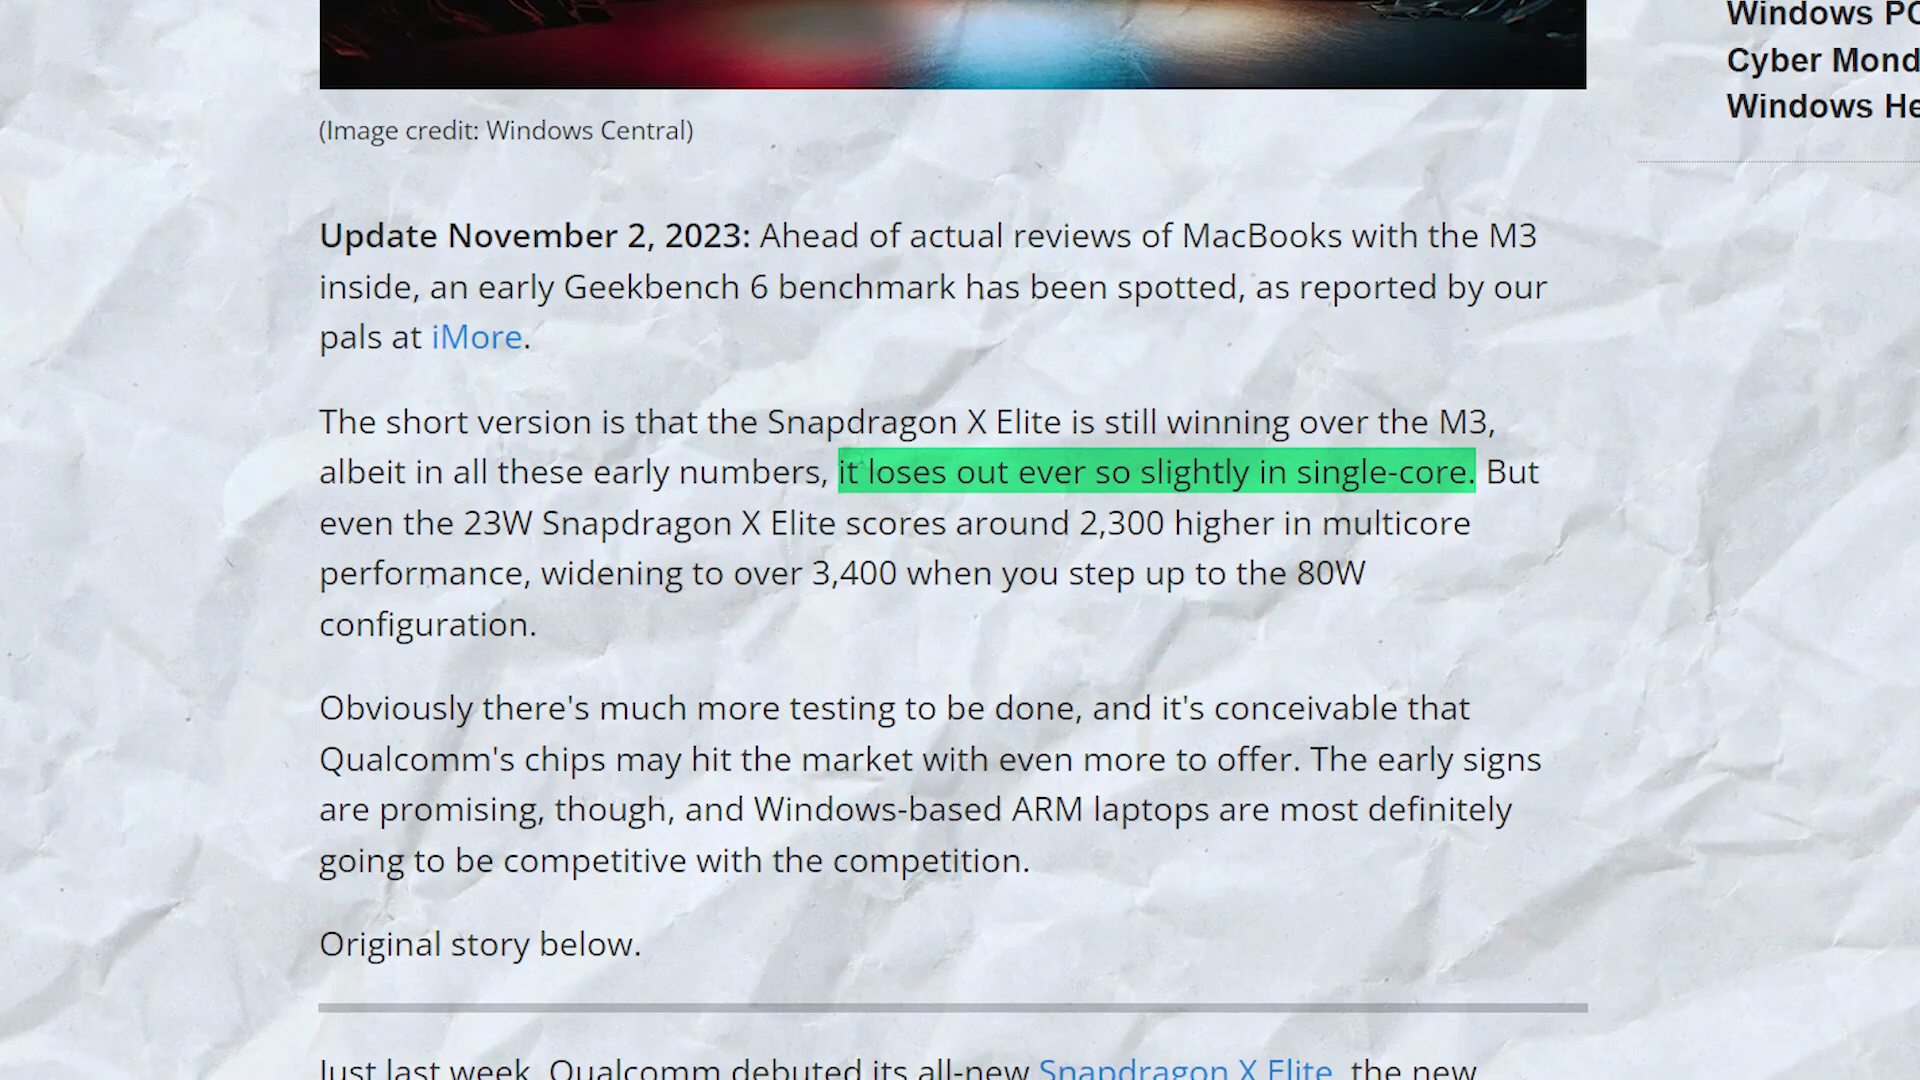 Windows PC
Cyber Mond
Windows He
(Image credit: Windows Central)
Update November 2, 2023: Ahead of actual reviews of MacBooks with the M3
inside, an early Geekbench 6 benchmark has been spotted, as reported by our
pals at iMore.
The short version is that the Snapdragon X Elite is still winning over the M3,
albeit in all these early numbers, it loses out ever so slightly in single-core. But
even the 23W Snapdragon X Elite scores around 2,300 higher in multicore
performance, widening to over 3,400 when you step up to the 80W
configuration.
Obviously there's much more testing to be done, and it's conceivable that
Qualcomm's chips may hit the market with even more to offer. The early signs
are promising, though, and Windows-based ARM laptops are most definitely
going to be competitive with the competition.
Original story below.
Just last week, Qualcomm debuted its all-new Snapdragon X Elite, the new